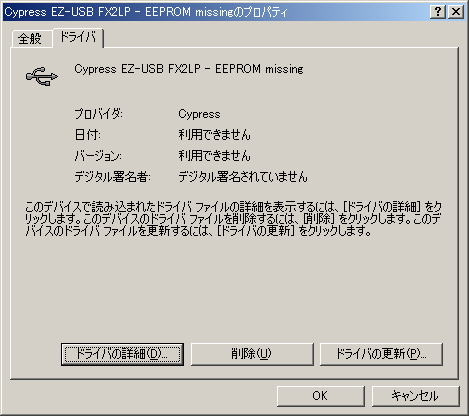 Cypress EZ-USB FX2LP - EEPROM missingのプロパティ
全般
ドライバ
Cypress EZ-USB FX2LP - EEPROM missing
プロバイダ: Cypress
日付: 利用できません
バージョン: 利用できません
デジタル署名者: デジタル署名されていません
このデバイスで読み込まれたドライバ ファイルの詳細を表示するには、[ドライバの詳細] をク
リックします。このデバイスのドライバ ファイルを削除するには、[削除] をクリックします。このデ
バイスのドライバ ファイルを更新するには、[ドライバの更新] をクリックします。
ドライバの詳細(D)...
削除(U)
ドライバの更新(P)...
OK
キャンセル